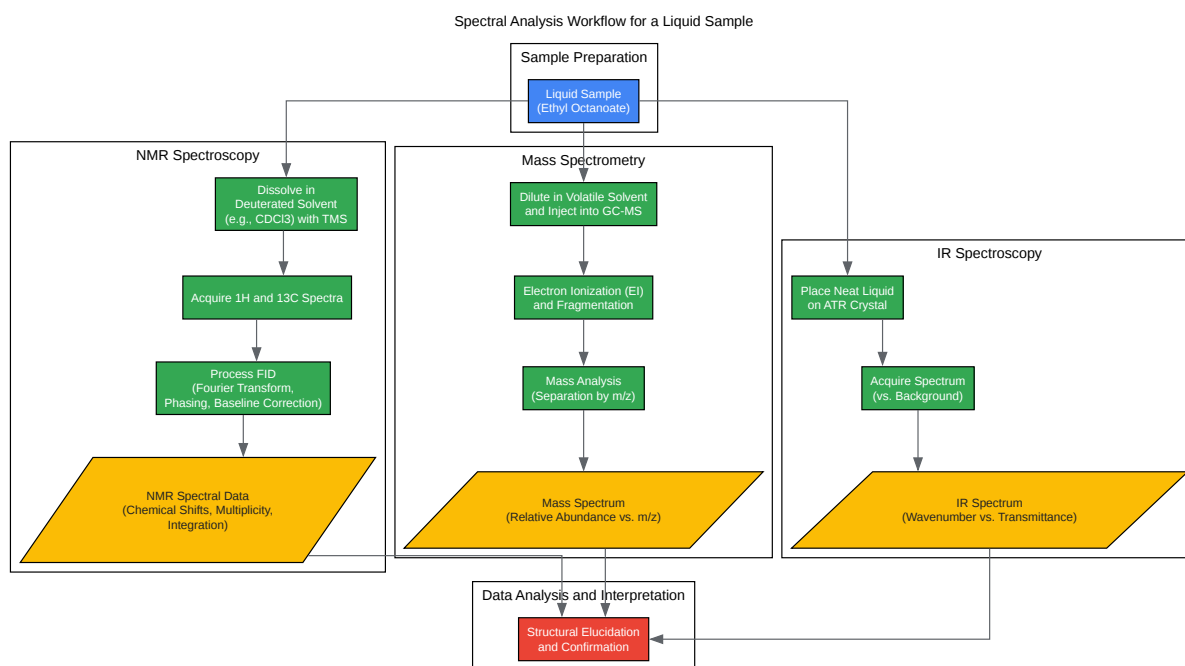 Spectral Analysis Workflow for a Liquid Sample
Sample Preparation
Liquid Sample
(Ethyl Octanoate)
NMR Spectroscopy
Dissolve in
Deuterated Solvent
(e.g., CDCl3) with TMS
Acquire 1H and 13C Spectra
Process FID
(Fourier Transform,
Phasing, Baseline Correction)
NMR Spectral Data
(Chemical Shifts, Multiplicity,
Integration)
Mass Spectrometry
Dilute in Volatile Solvent
and Inject into GC-MS
Electron Ionization (EI)
and Fragmentation
Mass Analysis
(Separation by m/z)
Mass Spectrum
(Relative Abundance vs. m/z)
IR Spectroscopy
Place Neat Liquid
on ATR Crystal
Acquire Spectrum
(vs. Background)
IR Spectrum
(Wavenumber vs. Transmittance)
Data Analysis and Interpretation
Structural Elucidation
and Confirmation